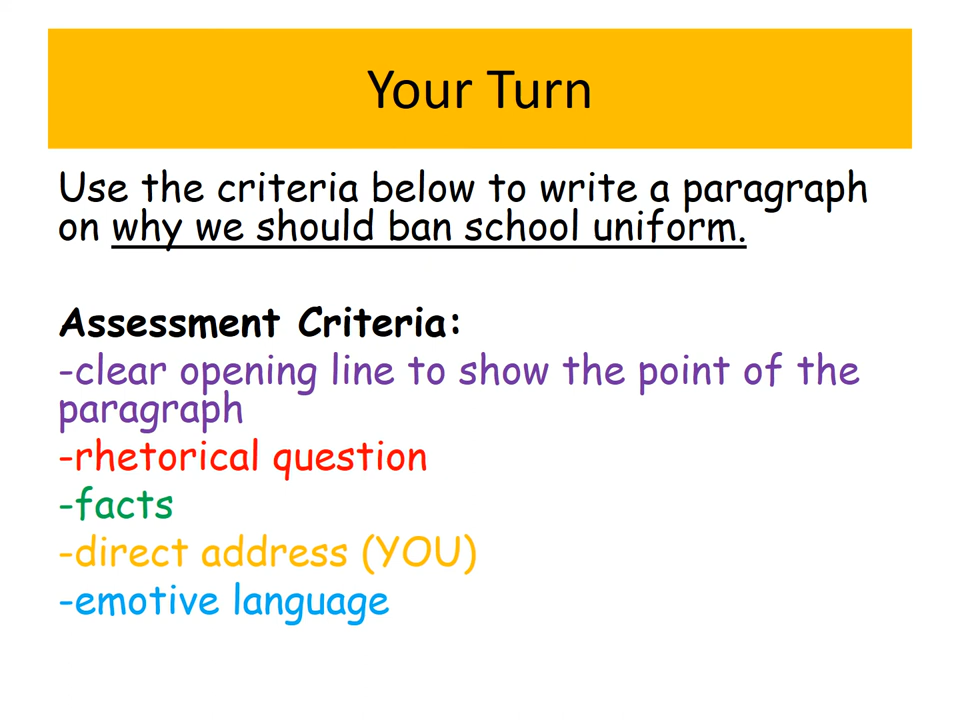 Your Turn
Use the criteria below to write a paragraph
on why we should ban school uniform.
Assessment Criteria:
-clear opening line to show the point of the
paragraph
-rhetorical question
-facts
-direct address (YOU)
-emotive language